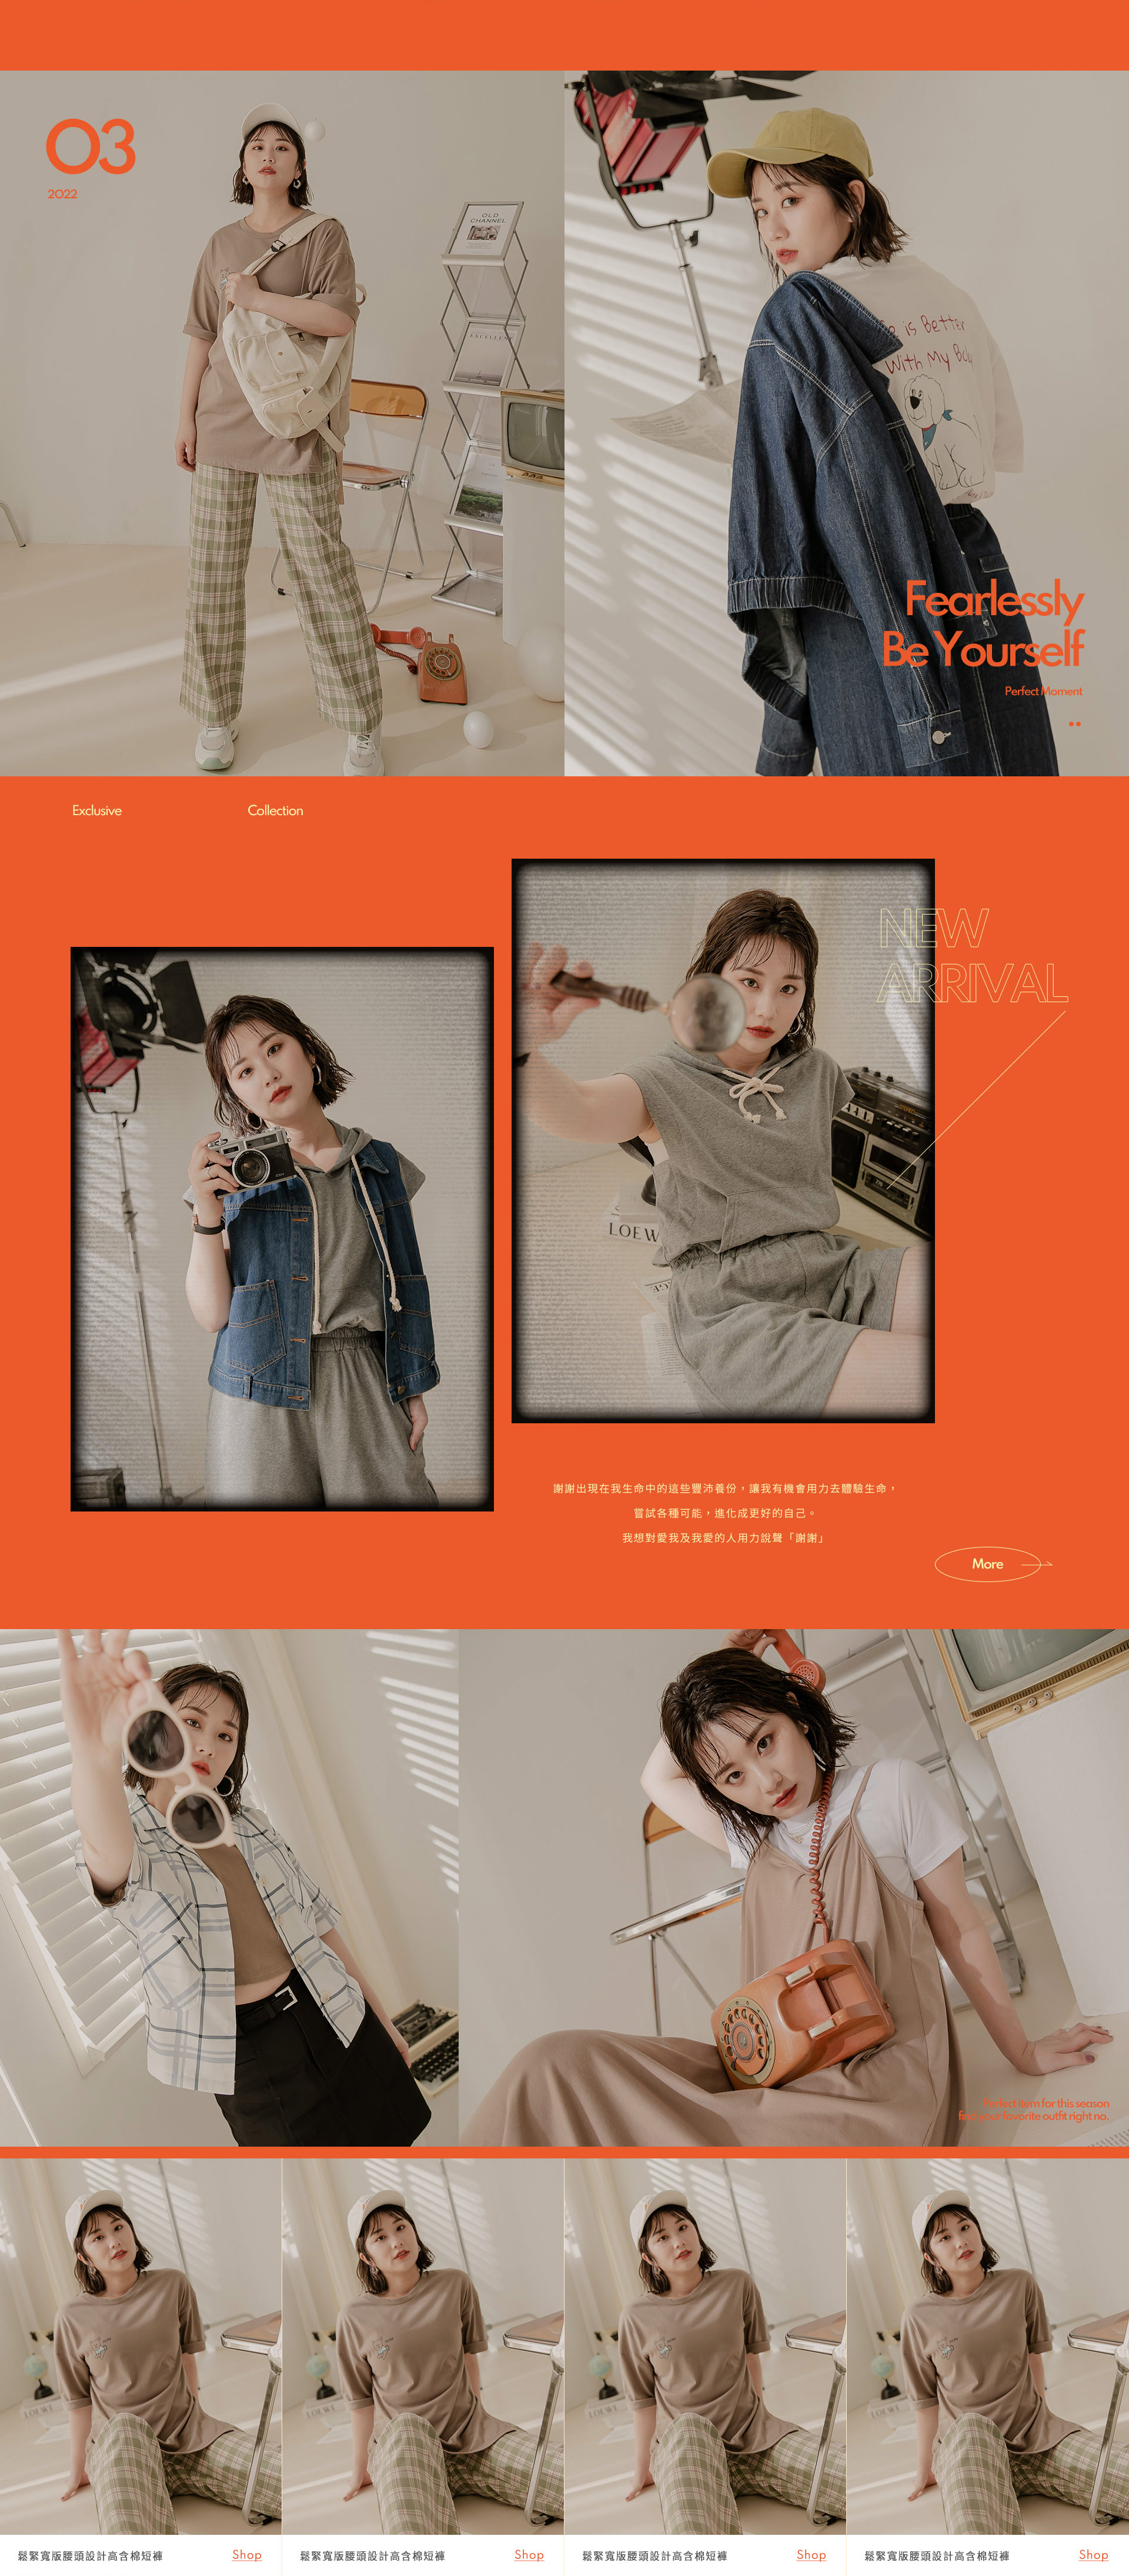 03
2022
OLD
CHANNEL
EXCELLENT
is Better
With My
Fearlessly
Be Yourself
Perfect Moment
Exclusive
Collection
NEW
ARRIVAL
LOEW
謝謝出現在我生命中的這些豐沛養份，讓我有機會用力去體驗生命，
嘗試各種可能，進化成更好的自己。
我想對愛我及我愛的人用力說聲「謝謝」
More
Perfect item for this season
find your favorite outfit right no.
鬆緊寬版腰頭設計高含棉短褲
Shop
鬆緊寬版腰頭設計高含棉短褲
Shop
鬆緊寬版腰頭設計高含棉短褲
Shop
鬆緊寬版腰頭設計高含棉短褲
Shop